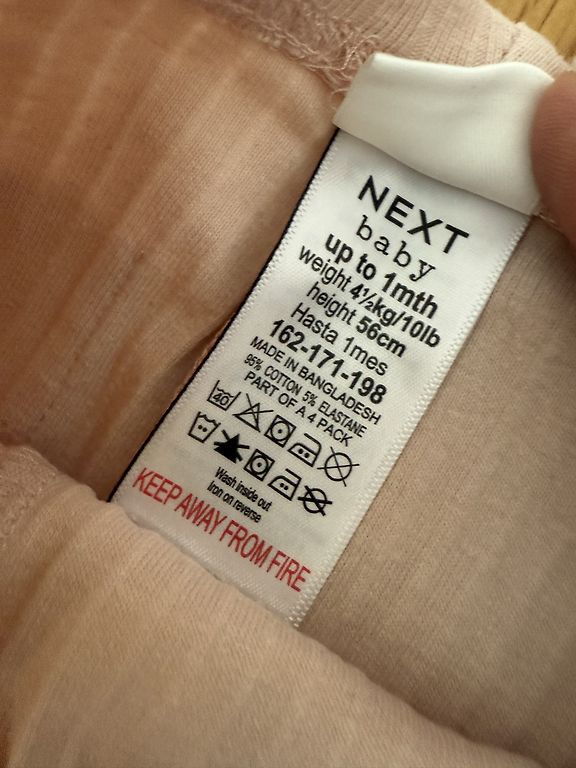 NEXT
baby
up to 1mth
weight 4½kg/10lb
height 56cm
Hasta 1mes
162-171-198
MADE IN BANGLADESH
95% COTTON 5% ELASTANE
PART OF A 4 PACK
40
Wash inside out
Iron on reverse
KEEP AWAY FROM FIRE